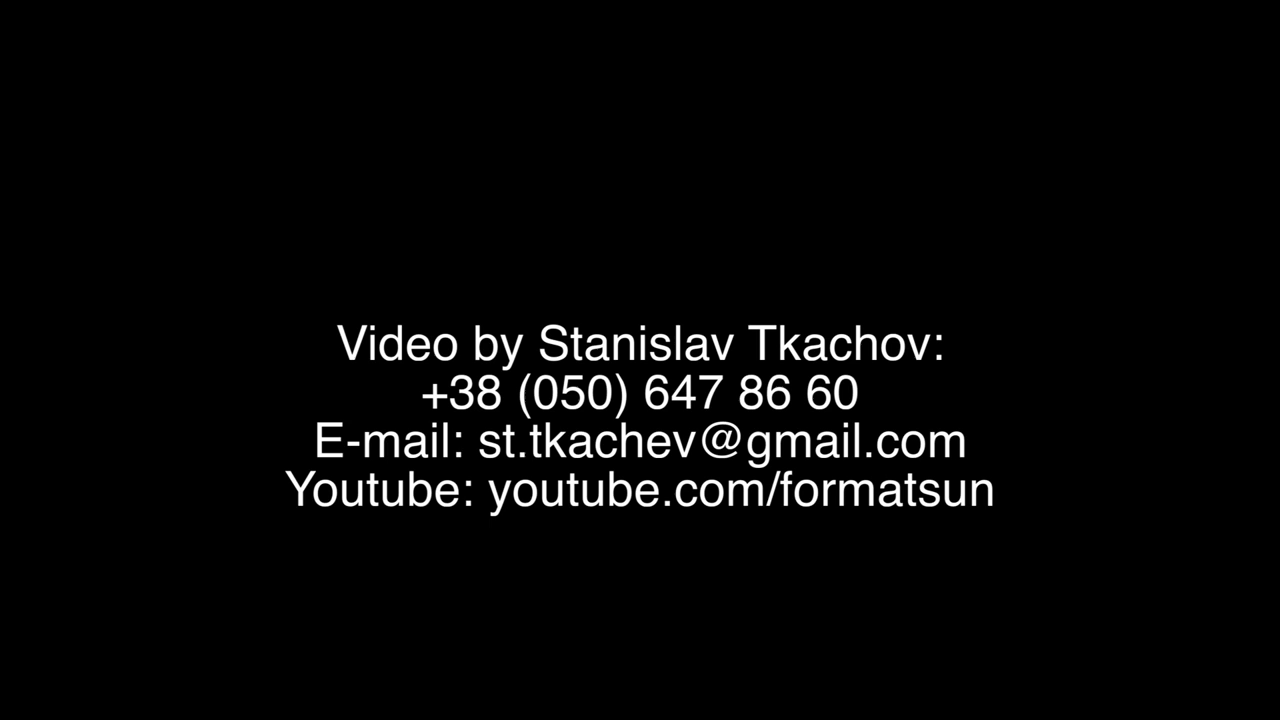 Video by Stanislav Tkachov:
+38 (050) 647 86 60
E-mail: st.tkachev@gmail.com
Youtube: youtube.com/formatsun